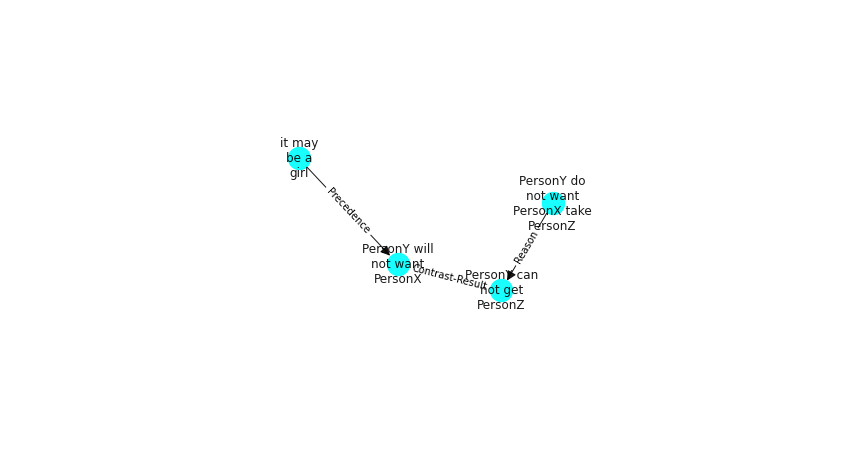 it may
be a
girl
Precedence
PersonY do
not want
PersonX take
PersonZ
Reason
PersonY will
not want
PersonX
Contrast-Result
PersonY can
not get
PersonZ